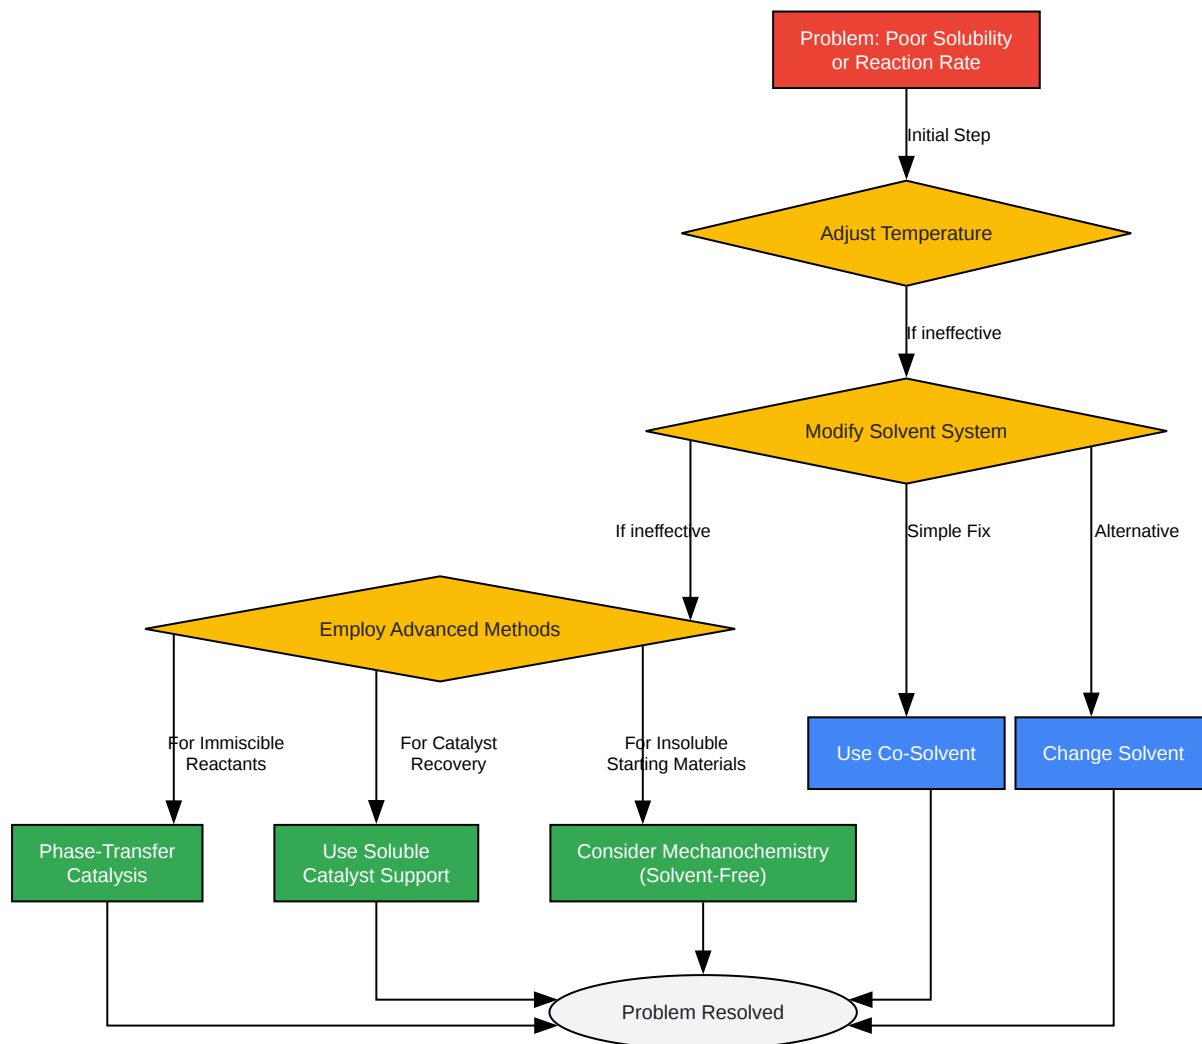 Problem: Poor Solubility
or Reaction Rate
Initial Step
Adjust Temperature
If ineffective
Modify Solvent System
If ineffective
Simple Fix
Alternative
Employ Advanced Methods
For Immiscible
Reactants
For Catalyst
Recovery
For Insoluble
Starting Materials
Use Co-Solvent
Change Solvent
Phase-Transfer
Catalysis
Use Soluble
Catalyst Support
Consider Mechanochemistry
(Solvent-Free)
Problem Resolved